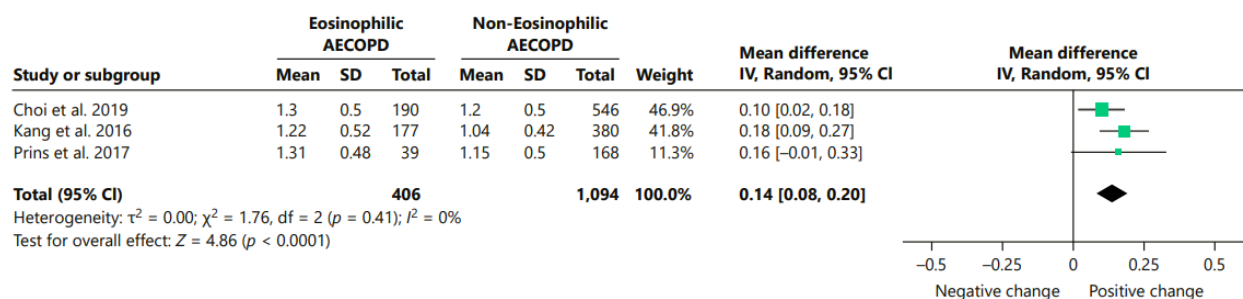 Eosinophilic AECOPD Non-Eosinophilic AECOPD
Study or subgroup Mean SD Total Mean SD Total Weight Mean difference IV, Random, 95% CI Mean difference IV, Random, 95% CI
Choi et al. 2019 1.3 0.5 190 1.2 0.5 546 46.9% 0.10 [0.02, 0.18]
Kang et al. 2016 1.22 0.52 177 1.04 0.42 380 41.8% 0.18 [0.09, 0.27]
Prins et al. 2017 1.31 0.48 39 1.15 0.5 168 11.3% 0.16 [−0.01, 0.33]
Total (95% CI) 406 1,094 100.0% 0.14 [0.08, 0.20]
Heterogeneity: τ² = 0.00; χ² = 1.76, df = 2 (p = 0.41); I² = 0%
Test for overall effect: Z = 4.86 (p < 0.0001)
−0.5 −0.25 0 0.25 0.5
Negative change Positive change